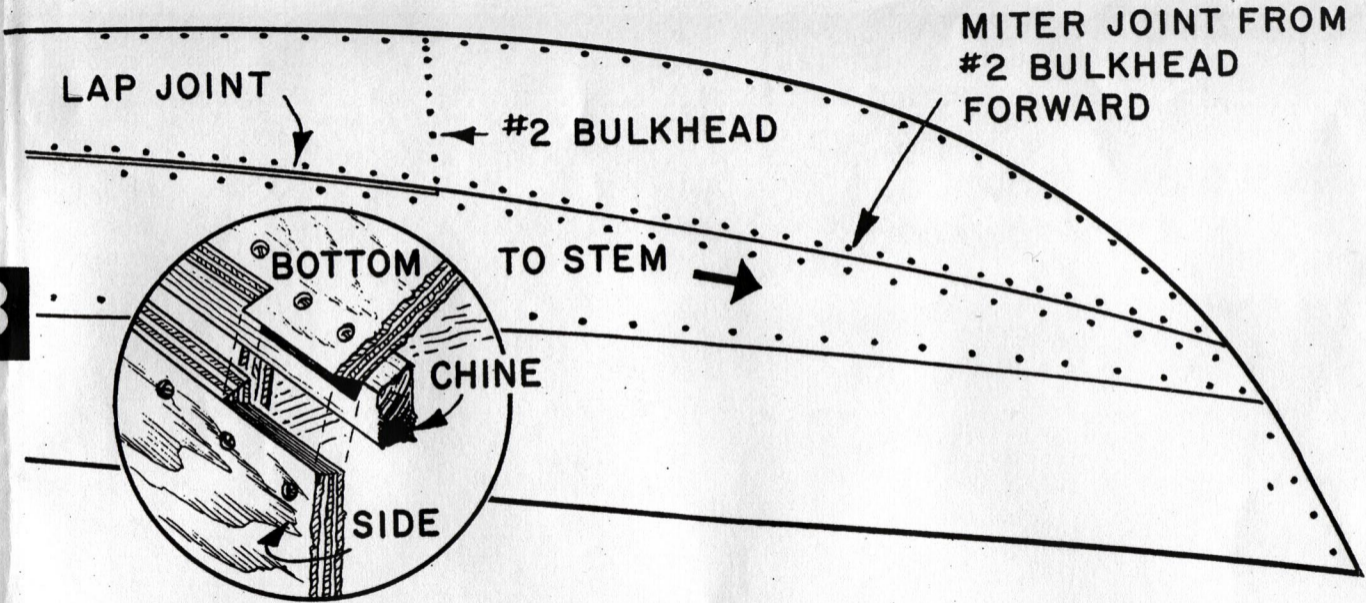 MITER JOINT FROM
#2 BULKHEAD
FORWARD
LAP JOINT
#2 BULKHEAD
BOTTOM
TO STEM
CHINE
SIDE